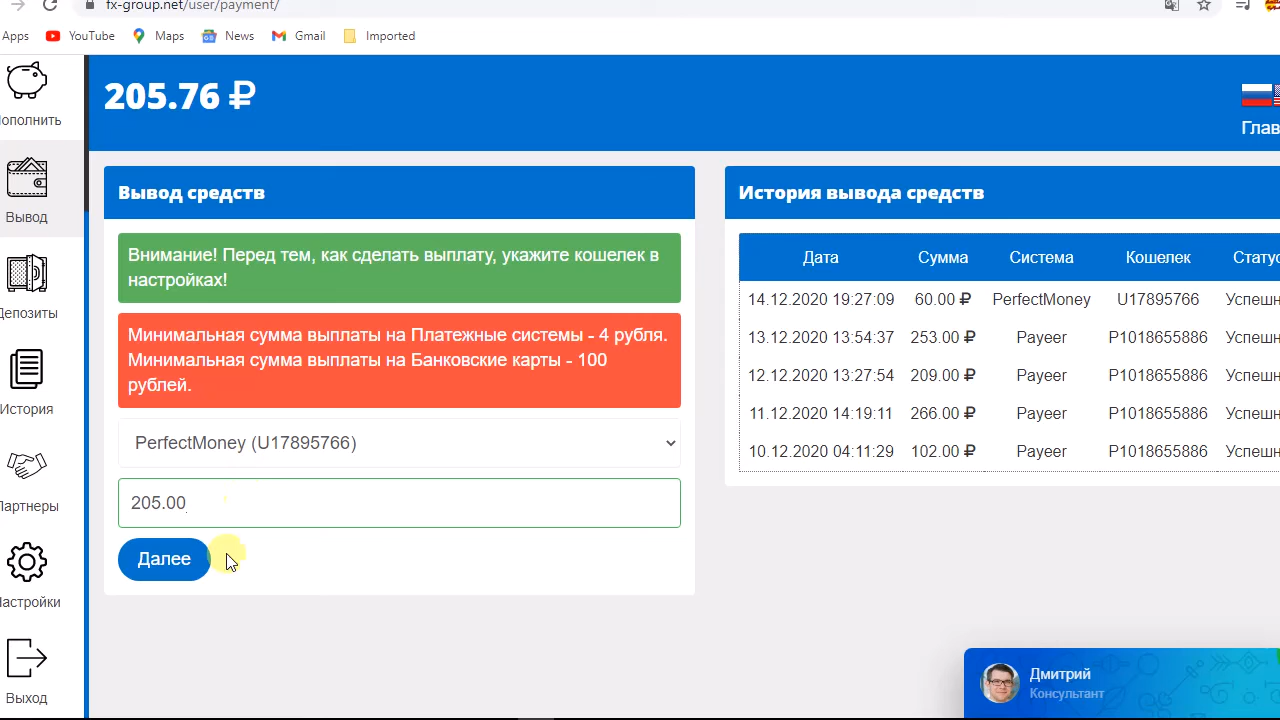 fx-group.net/user/payment/
Apps YouTube Maps News Gmail Imported
205.76 ₽
ополнить
Вывод
Депозиты
История
Партнеры
Настройки
Выход
Глав
Вывод средств
Внимание! Перед тем, как сделать выплату, укажите кошелек в
настройках!
Минимальная сумма выплаты на Платежные системы - 4 рубля.
Минимальная сумма выплаты на Банковские карты - 100
рублей.
PerfectMoney (U17895766)
205.00
Далее
История вывода средств
Дата Сумма Система Кошелек Статус
14.12.2020 19:27:09 60.00 ₽ PerfectMoney U17895766 Успешн
13.12.2020 13:54:37 253.00 ₽ Payeer P1018655886 Успешн
12.12.2020 13:27:54 209.00 ₽ Payeer P1018655886 Успешн
11.12.2020 14:19:11 266.00 ₽ Payeer P1018655886 Успешн
10.12.2020 04:11:29 102.00 ₽ Payeer P1018655886 Успешн
Дмитрий
Консультант